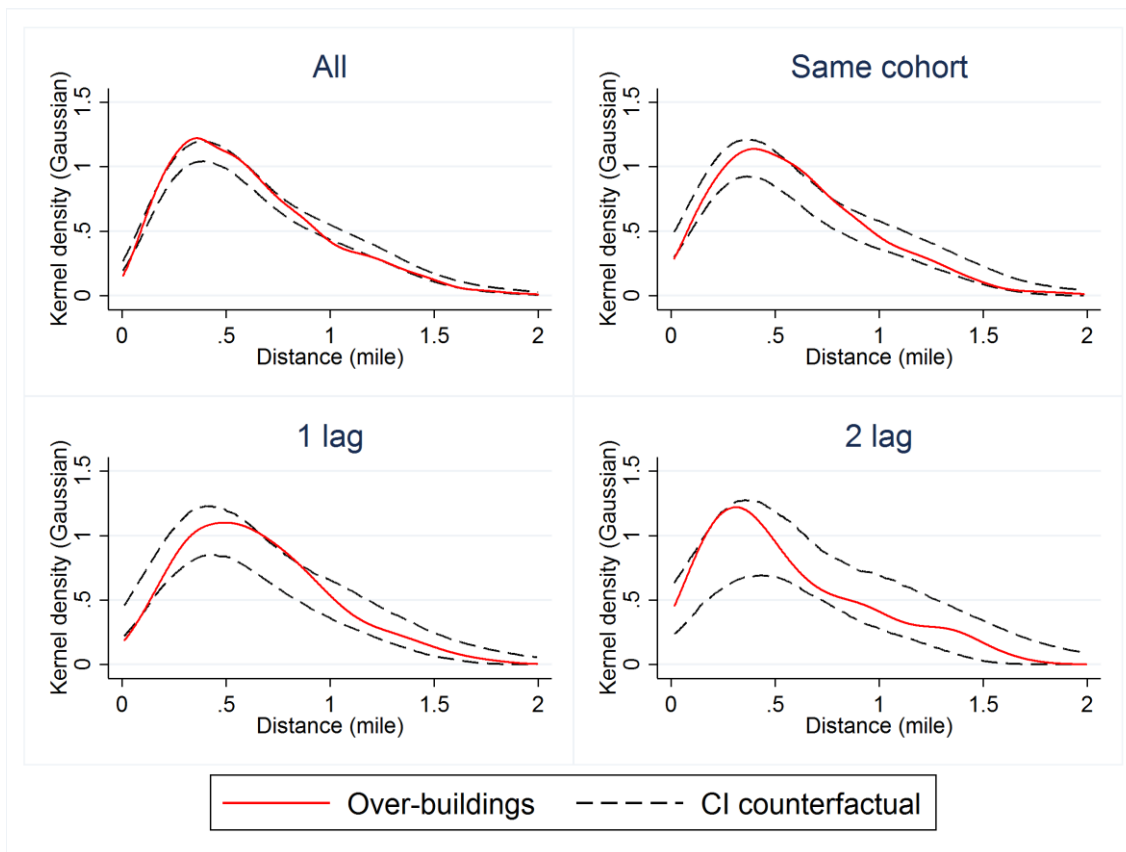 All
Kernel density (Gaussian)
1.5
1
.5
0
0 .5 1 1.5 2
Distance (mile)
Same cohort
Kernel density (Gaussian)
1.5
1
.5
0
0 .5 1 1.5 2
Distance (mile)
1 lag
Kernel density (Gaussian)
1.5
1
.5
0
0 .5 1 1.5 2
Distance (mile)
2 lag
Kernel density (Gaussian)
1.5
1
.5
0
0 .5 1 1.5 2
Distance (mile)
Over-buildings CI counterfactual